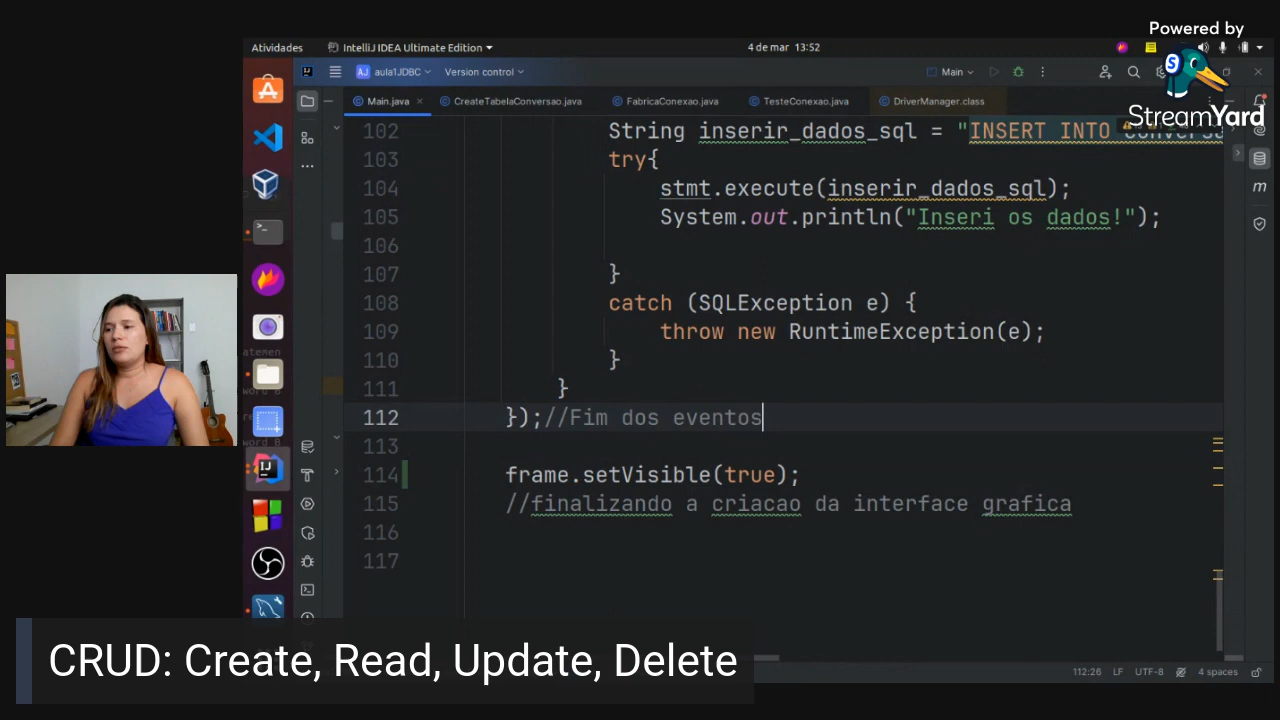 Powered by
StreamYard
Atividades
IntelliJ IDEA Ultimate Edition
4 de mar 13:52
AJ aula1JDBC
Version control
Main
Main.java
CreateTabelaConversao.java
FabricaConexao.java
TesteConexao.java
DriverManager.class
102 String inserir_dados_sql = "INSERT INTO
103 try{
104 stmt.execute(inserir_dados_sql);
105 System.out.println("Inseri os dados!");
106
107 }
108 catch (SQLException e) {
109 throw new RuntimeException(e);
110 }
111 }
112 });//Fim dos eventos
113
114 frame.setVisible(true);
115 //finalizando a criacao da interface grafica
116
117
CRUD: Create, Read, Update, Delete
112:26 LF UTF-8 4 spaces